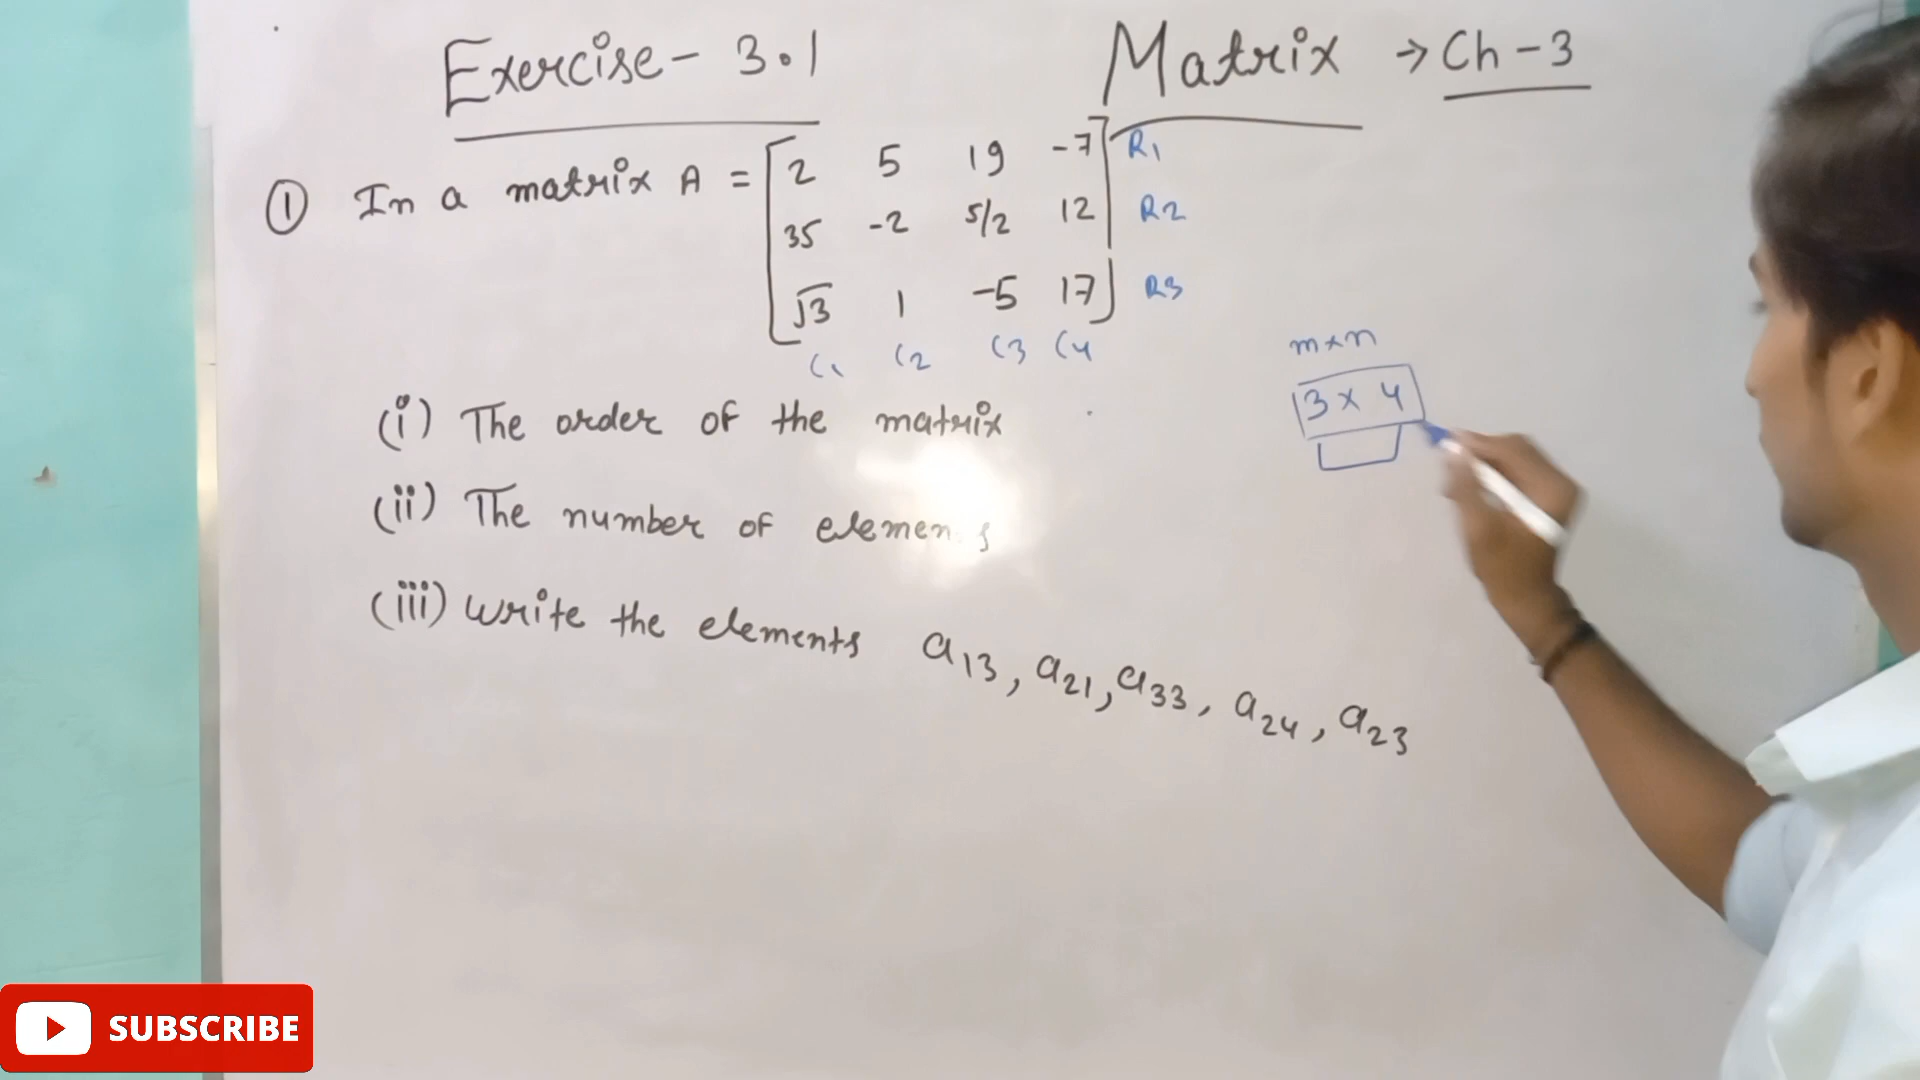 Exercise - 3.1 Matrix → Ch - 3
① In a matrix A = [2 5 19 -7] R1
35 -2 5/2 12 R2
√3 1 -5 17 R3
C1 C2 C3 C4
m×n
3 × 4
(i) The order of the matrix
(ii) The number of elements
(iii) Write the elements a13, a21, a33, a24, a23
SUBSCRIBE